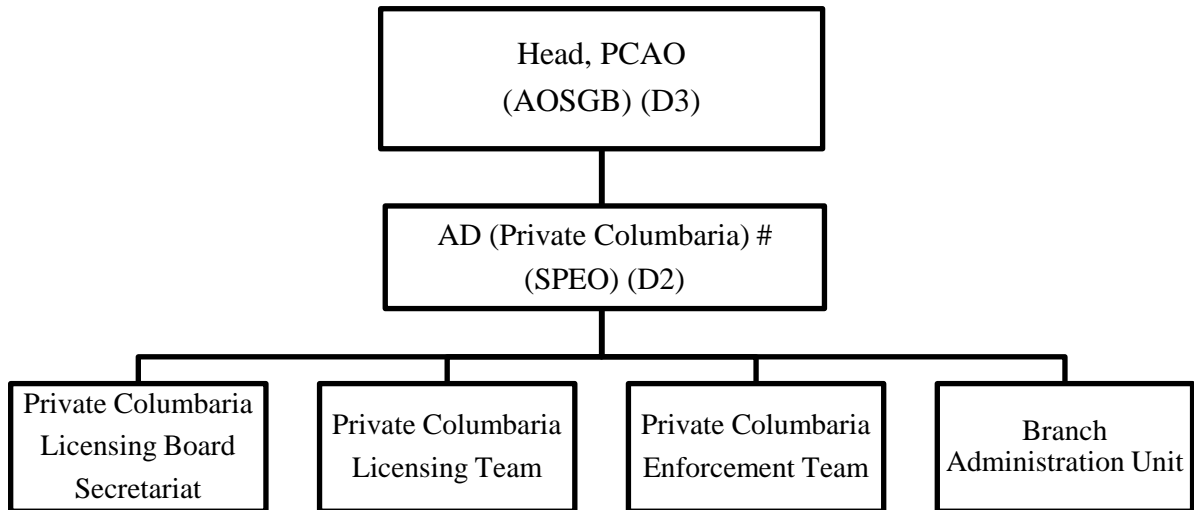 Head, PCAO
(AOSGB) (D3)
AD (Private Columbaria) #
(SPEO) (D2)
Private Columbaria
Licensing Board
Secretariat
Private Columbaria
Licensing Team
Private Columbaria
Enforcement Team
Branch
Administration Unit